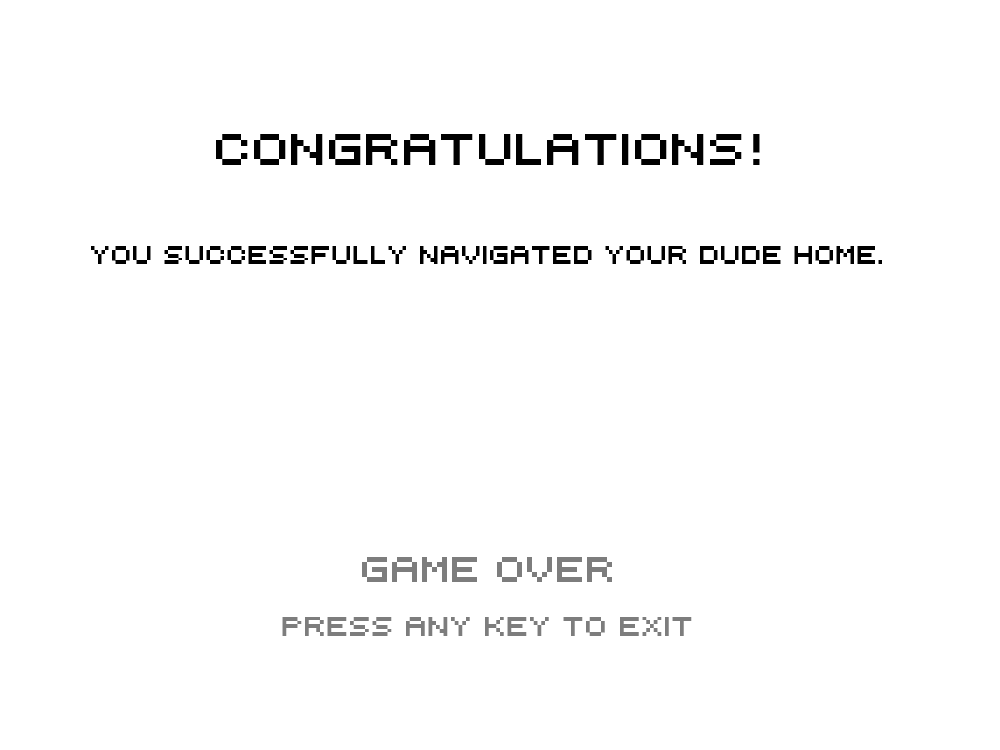 CONGRATULATIONS!
YOU SUCCESSFULLY NAVIGATED YOUR DUDE HOME.
GAME OVER
PRESS ANY KEY TO EXIT